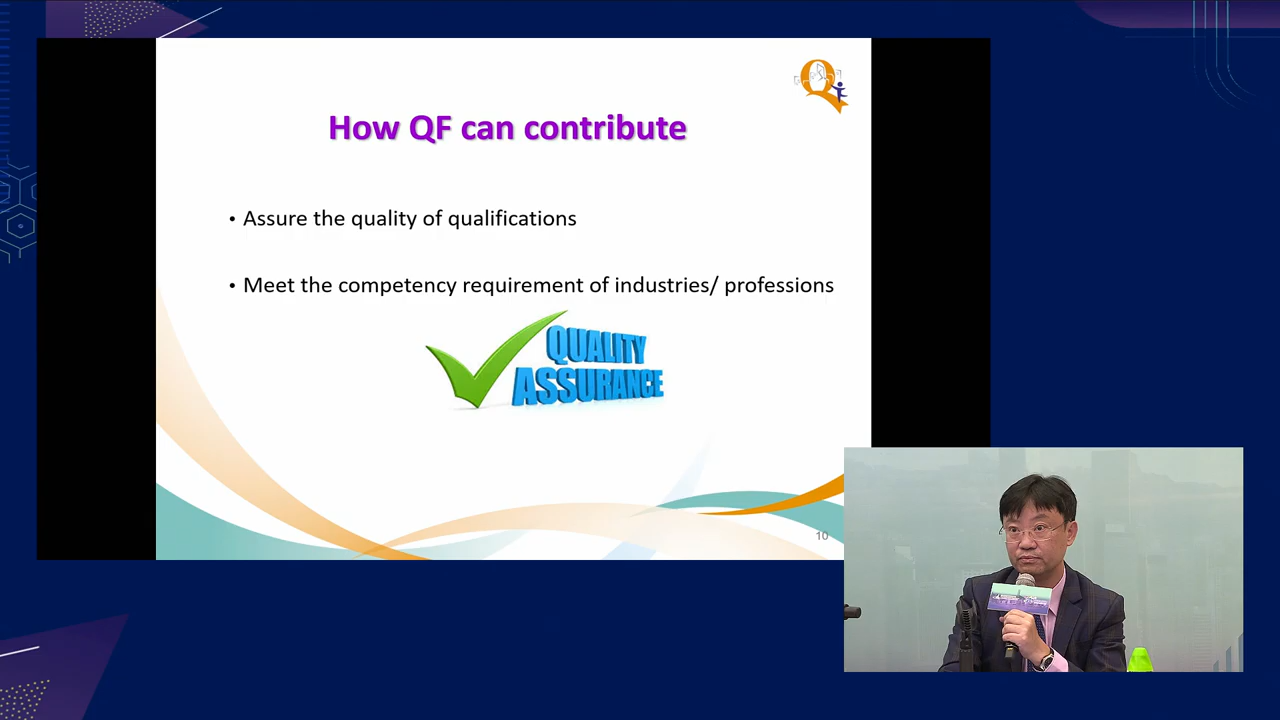 How QF can contribute
• Assure the quality of qualifications
• Meet the competency requirement of industries/ professions
QUALITY
ASSURANCE
10